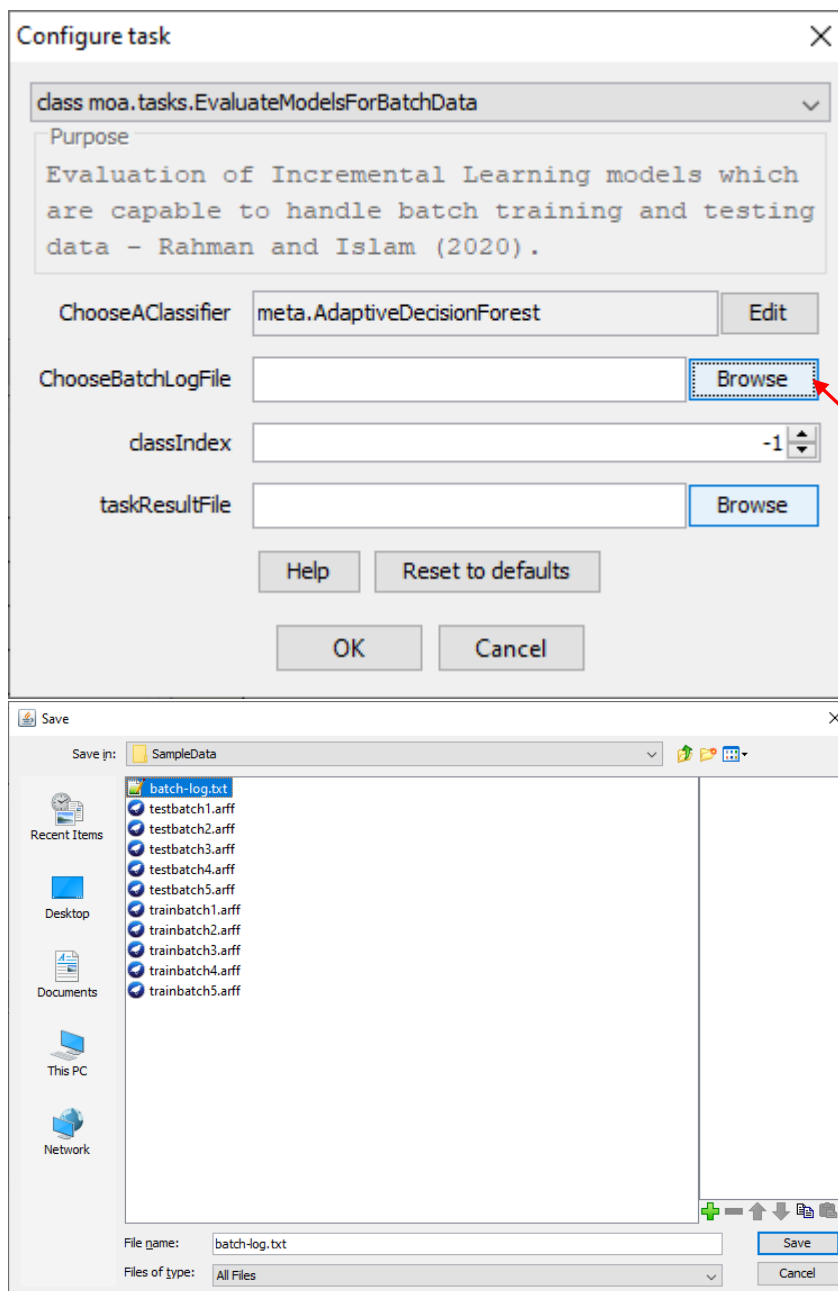 Configure task
class moa.tasks.EvaluateModelsForBatchData
Purpose
Evaluation of Incremental Learning models which
are capable to handle batch training and testing
data - Rahman and Islam (2020).
ChooseAClassifier meta.AdaptiveDecisionForest Edit
ChooseBatchLogFile Browse
classIndex -1
taskResultFile Browse
Help Reset to defaults
OK Cancel
Save
Save in: SampleData
Recent Items
Desktop
Documents
This PC
Network
batch-log.txt
testbatch1.arff
testbatch2.arff
testbatch3.arff
testbatch4.arff
testbatch5.arff
trainbatch1.arff
trainbatch2.arff
trainbatch3.arff
trainbatch4.arff
trainbatch5.arff
File name: batch-log.txt Save
Files of type: All Files Cancel